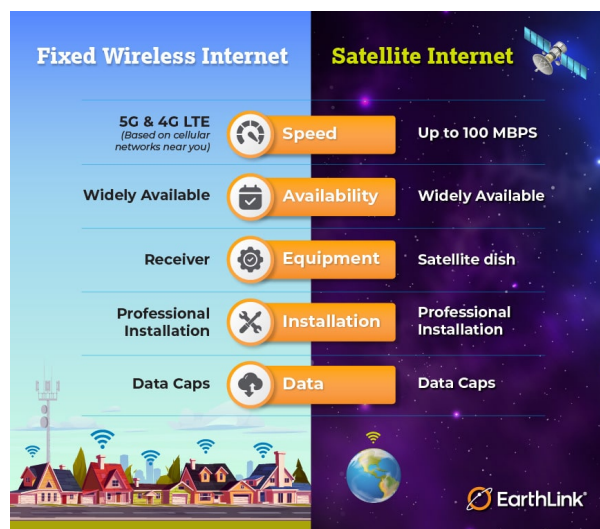 Fixed Wireless Internet
Satellite Internet
5G & 4G LTE
(Based on cellular
networks near you)
Speed
Up to 100 MBPS
Widely Available
Availability
Widely Available
Receiver
Equipment
Satellite dish
Professional
Installation
Installation
Professional
Installation
Data Caps
Data
Data Caps
EarthLink®